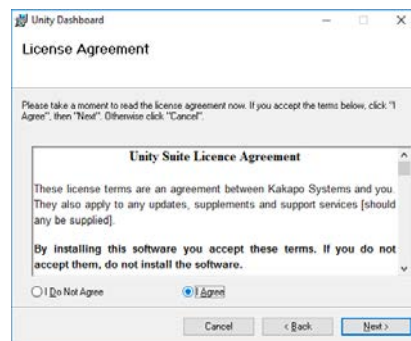 Unity Dashboard
License Agreement
Please take a moment to read the license agreement now. If you accept the terms below, click "I
Agree", then "Next". Otherwise click "Cancel".
Unity Suite Licence Agreement
These license terms are an agreement between Kakapo Systems and you.
They also apply to any updates, supplements and support services [should
any be supplied].
By installing this software you accept these terms. If you do not
accept them, do not install the software.
I Do Not Agree
I Agree
Cancel
< Back
Next >